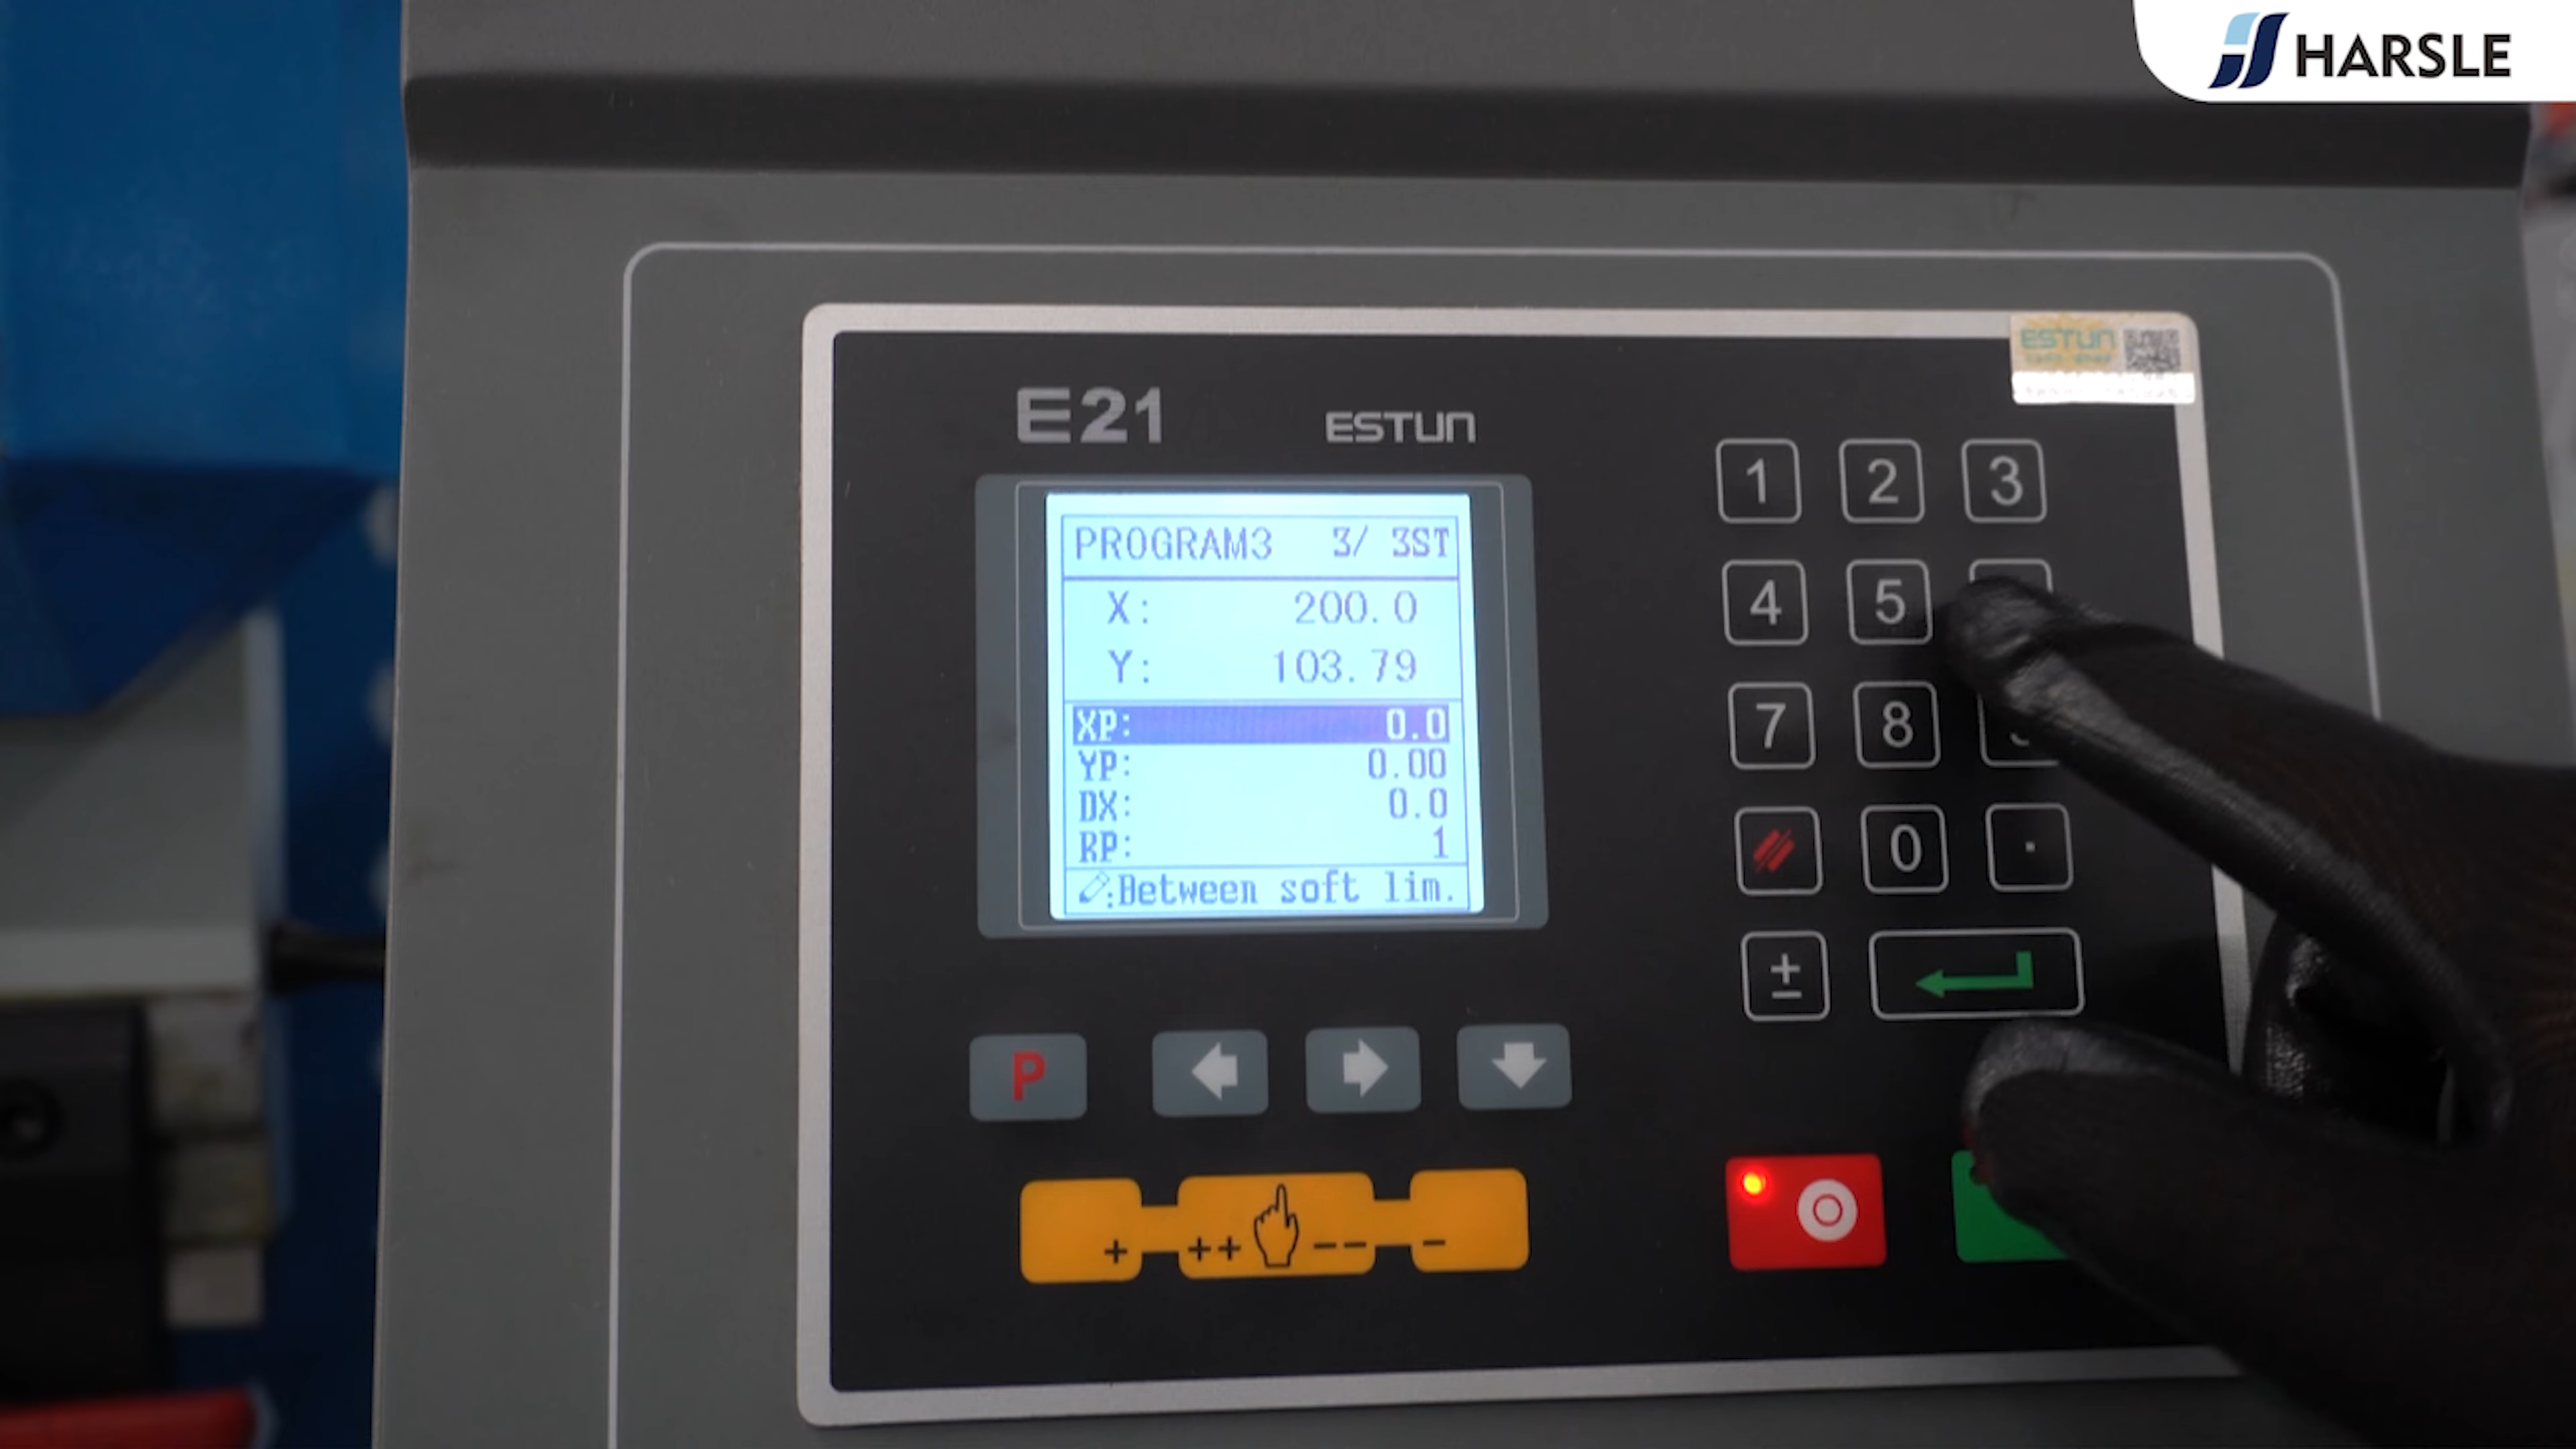 HARSLE
ESTUN
E21 ESTUN
PROGRAM3 3/ 3ST
X: 200.0
Y: 103.79
XP: 0.0
YP: 0.00
DX: 0.0
RP: 1
:Between soft lim.
1 2 3
4 5
7 8
0 .
±
P
+ ++ -- -